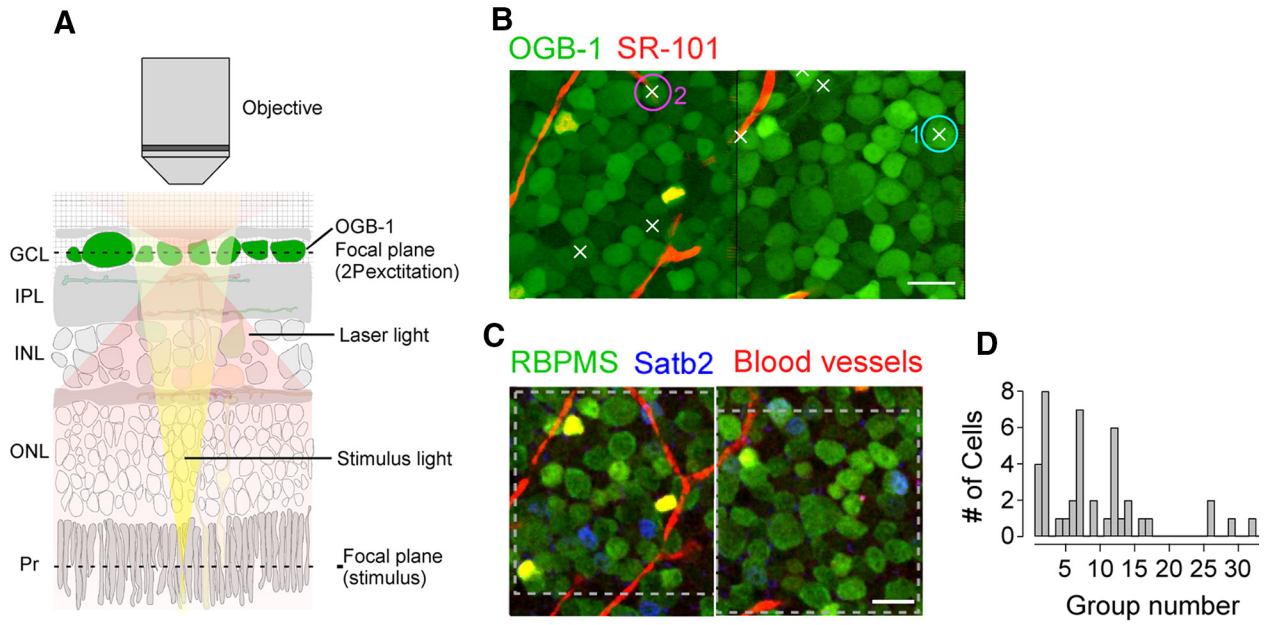 A
Objective
OGB-1
Focal plane
(2Pexctitation)
GCL
IPL
Laser light
INL
ONL
Stimulus light
Pr
Focal plane
(stimulus)
B
OGB-1 SR-101
2
1
C
RBPMS Satb2 Blood vessels
D
# of Cells
8
6
4
2
0
5 10 15 20 25 30
Group number